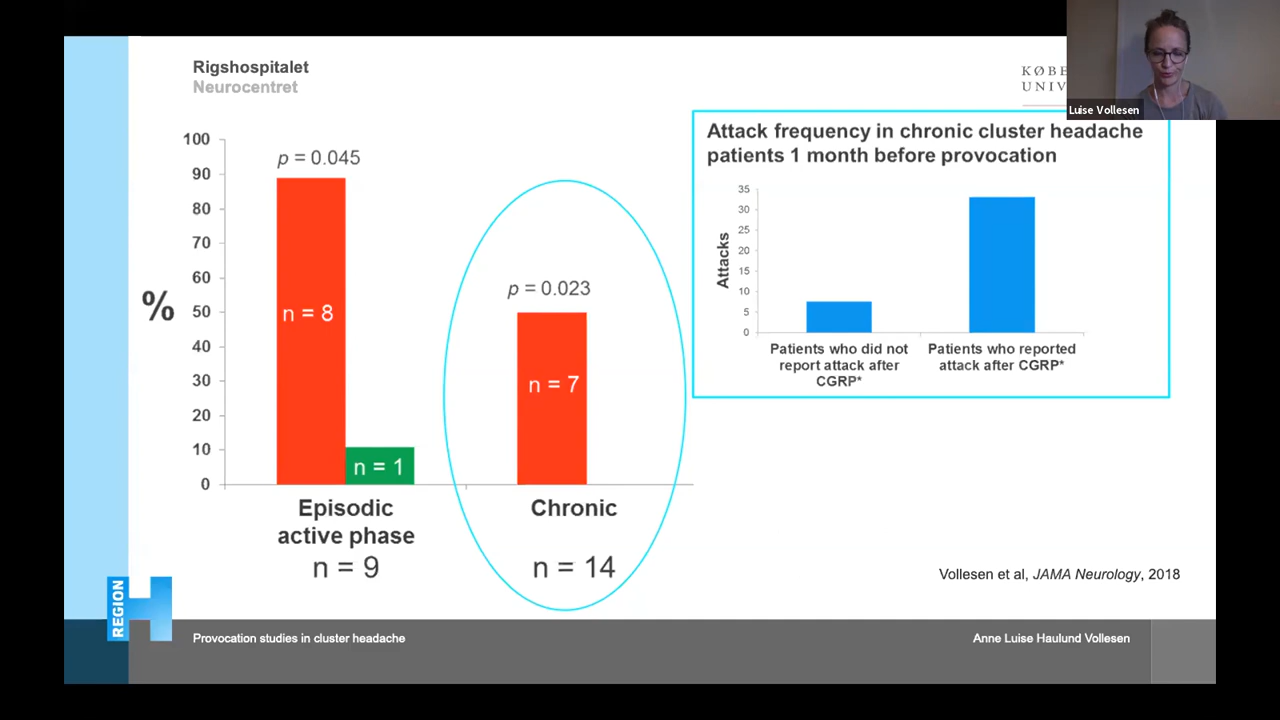 Rigshospitalet
Neurocentret
KØBE
UNIV
Luise Vollesen
100
90
80
70
60
50
40
30
20
10
0
%
p = 0.045
n = 8
n = 1
p = 0.023
n = 7
Episodic
active phase
n = 9
Chronic
n = 14
Attack frequency in chronic cluster headache
patients 1 month before provocation
35
30
25
20
15
10
5
0
Attacks
Patients who did not
report attack after
CGRP*
Patients who reported
attack after CGRP*
Vollesen et al, JAMA Neurology, 2018
REGION
H
Provocation studies in cluster headache
Anne Luise Haulund Vollesen